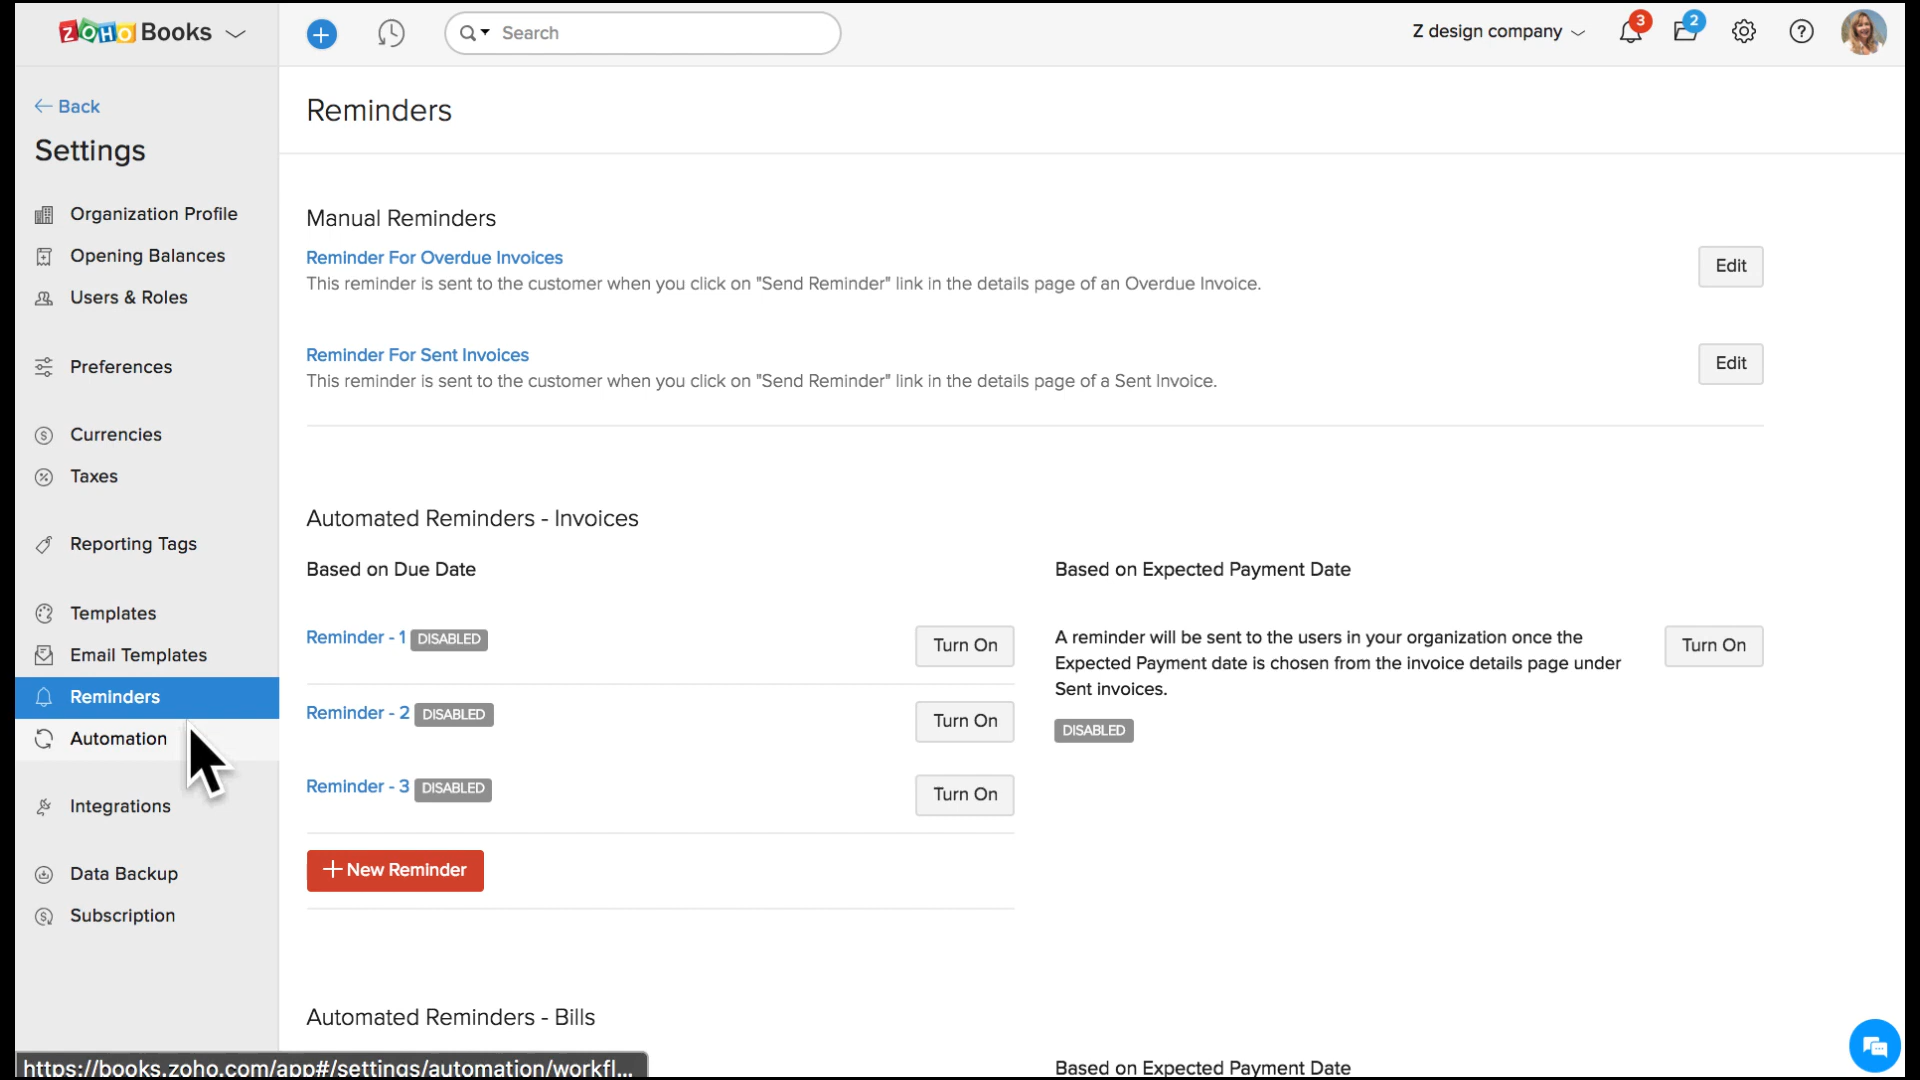 ZOHO Books
Search
Z design company
3
2
Back
Settings
Organization Profile
Opening Balances
Users & Roles
Preferences
Currencies
Taxes
Reporting Tags
Templates
Email Templates
Reminders
Automation
Integrations
Data Backup
Subscription
Reminders
Manual Reminders
Reminder For Overdue Invoices
This reminder is sent to the customer when you click on "Send Reminder" link in the details page of an Overdue Invoice.
Edit
Reminder For Sent Invoices
This reminder is sent to the customer when you click on "Send Reminder" link in the details page of a Sent Invoice.
Edit
Automated Reminders - Invoices
Based on Due Date
Reminder - 1 DISABLED
Turn On
Reminder - 2 DISABLED
Turn On
Reminder - 3 DISABLED
Turn On
New Reminder
Based on Expected Payment Date
A reminder will be sent to the users in your organization once the
Expected Payment date is chosen from the invoice details page under
Sent invoices.
DISABLED
Turn On
Automated Reminders - Bills
Based on Expected Payment Date
https://books.zoho.com/app#/settings/automation/workfl...